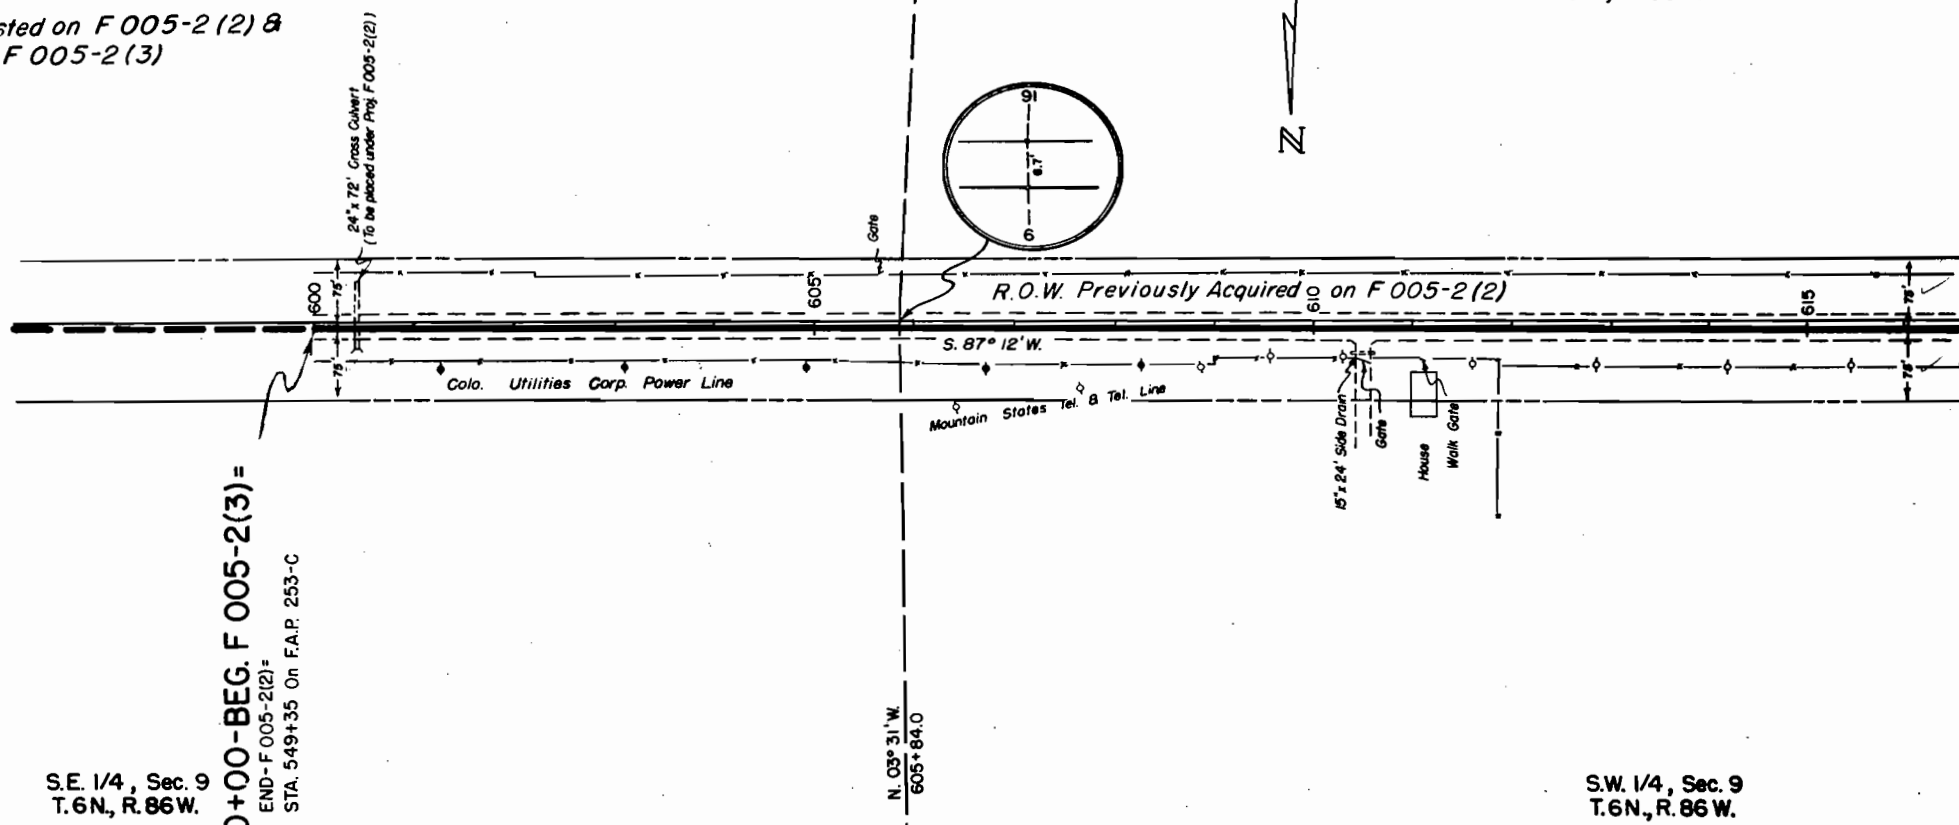 sted on F 005-2 (2) &
F 005-2 (3)
24" x 72' Cross Culvert
(To be placed under Proj. F 005-2(2))
N
16
6.7'
9
Gate
600
75'
605
R.O.W. Previously Acquired on F 005-2 (2)
610
615
75'
S. 87° 12' W.
75'
Colo. Utilities Corp. Power Line
Mountain States Tel. & Tel. Line
75'
15" x 24' Side Drain
Gate
House
Walk Gate
0+00-BEG. F 005-2(3)=
END-F 005-2(2)=
STA. 549+35 On F.A.P. 253-C
N. 03° 31' W.
605+84.0
S.E. 1/4, Sec. 9
T. 6 N., R. 86 W.
S.W. 1/4, Sec. 9
T. 6 N., R. 86 W.